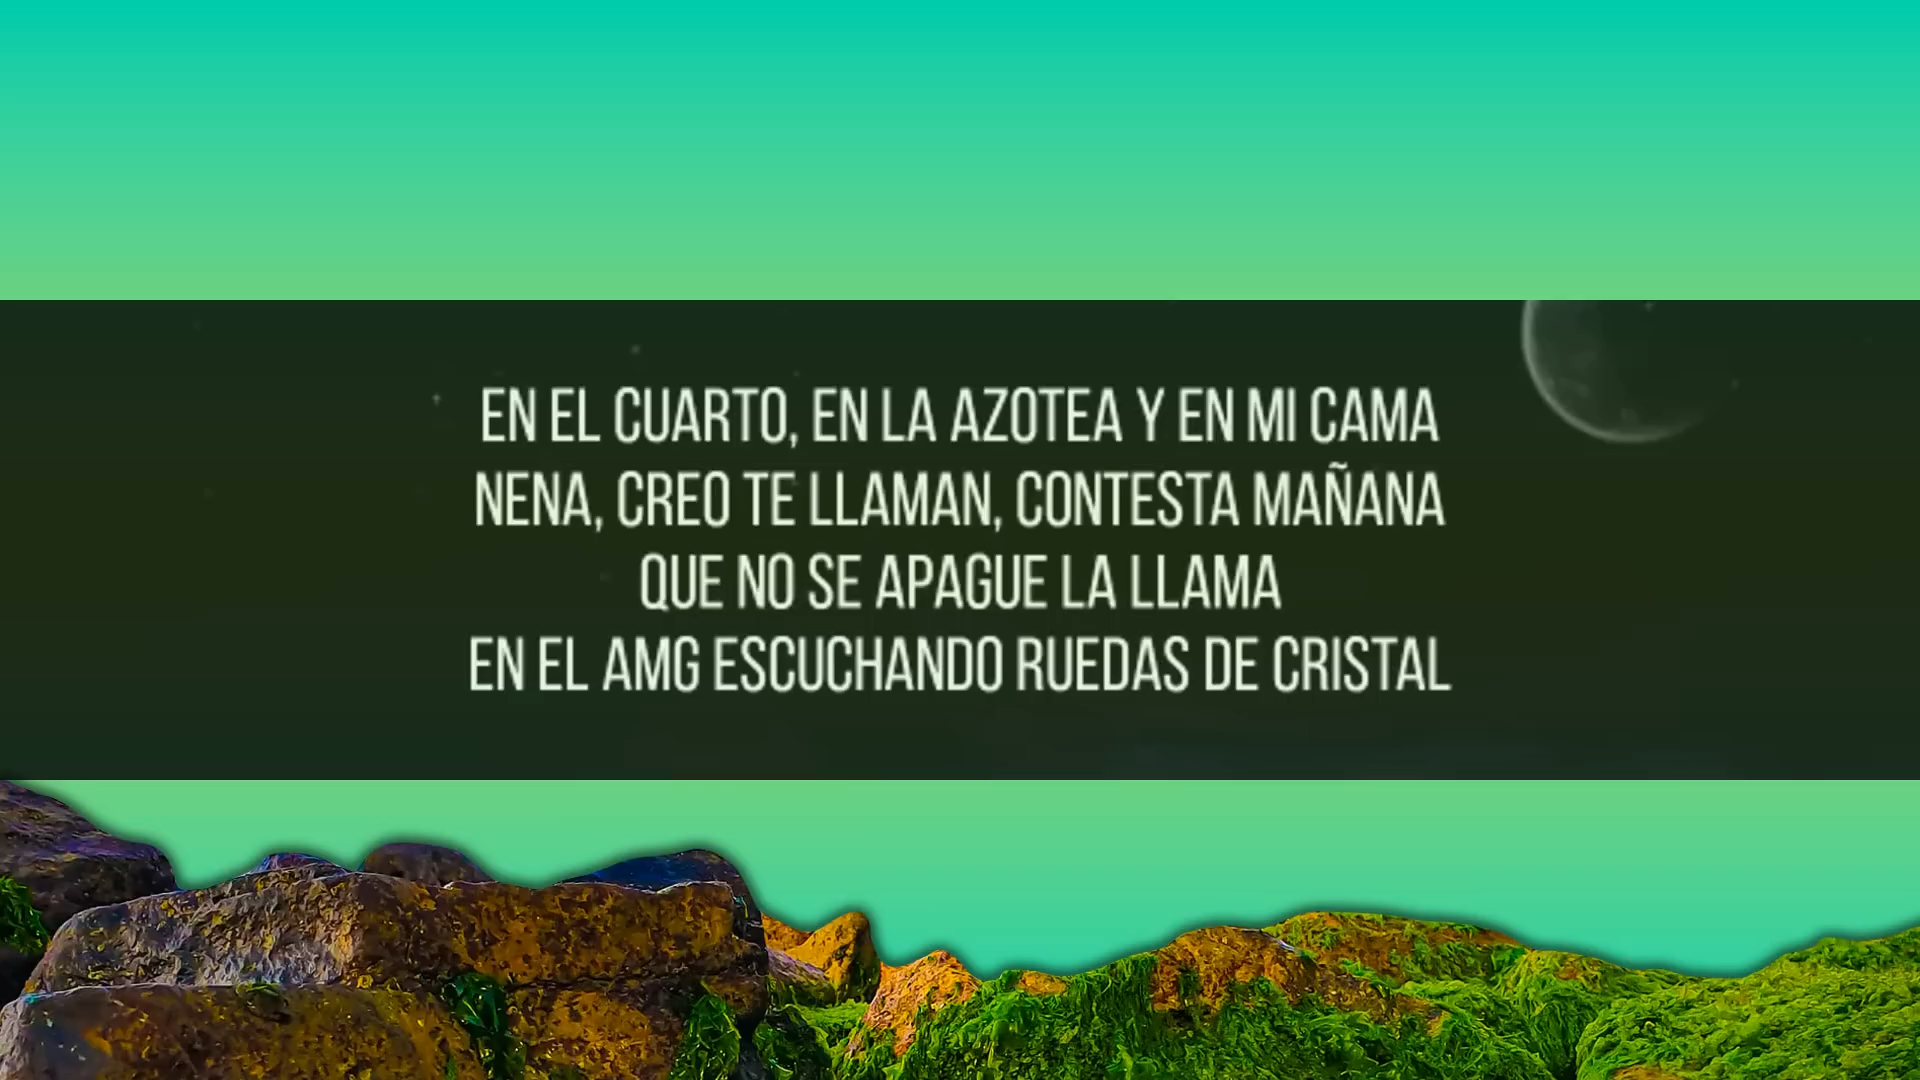 EN EL CUARTO, EN LA AZOTEA Y EN MI CAMA
NENA, CREO TE LLAMAN, CONTESTA MAÑANA
QUE NO SE APAGUE LA LLAMA
EN EL AMG ESCUCHANDO RUEDAS DE CRISTAL